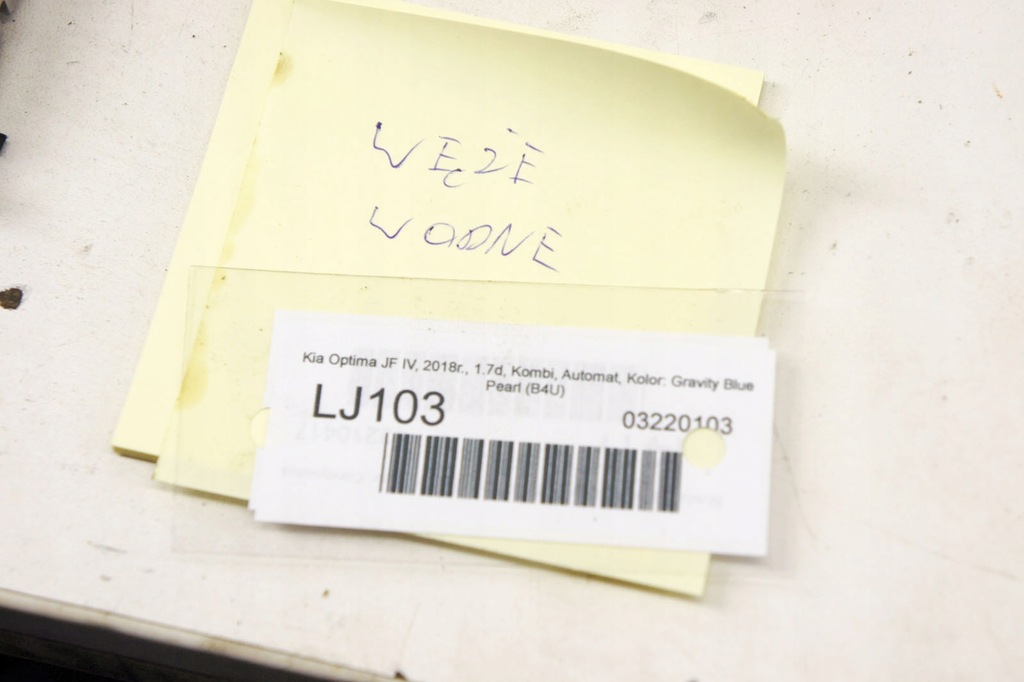 WĘŻE
WODNE
Kia Optima JF IV, 2018r., 1.7d, Kombi, Automat, Kolor: Gravity Blue
Pearl (B4U)
LJ103 03220103